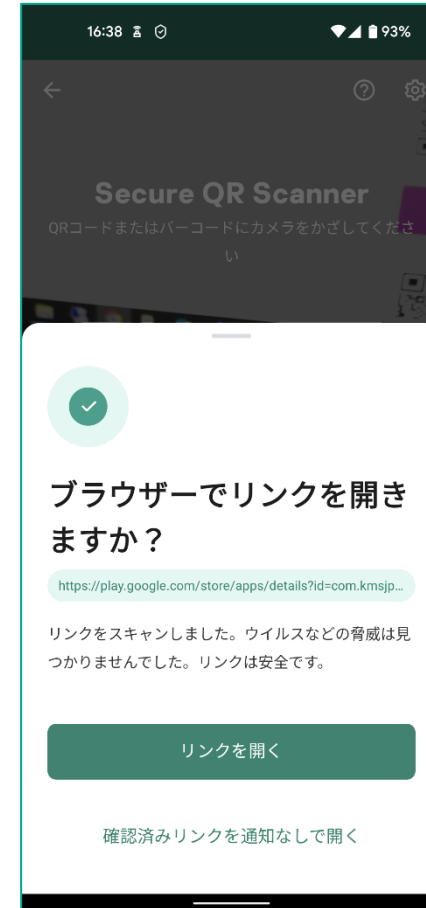 16:38
93%
Secure QR Scanner
QRコードまたはバーコードにカメラをかざしてくださ
い
ブラウザーでリンクを開き
ますか？
https://play.google.com/store/apps/details?id=com.kmsjp...
リンクをスキャンしました。ウイルスなどの脅威は見
つかりませんでした。リンクは安全です。
リンクを開く
確認済みリンクを通知なしで開く